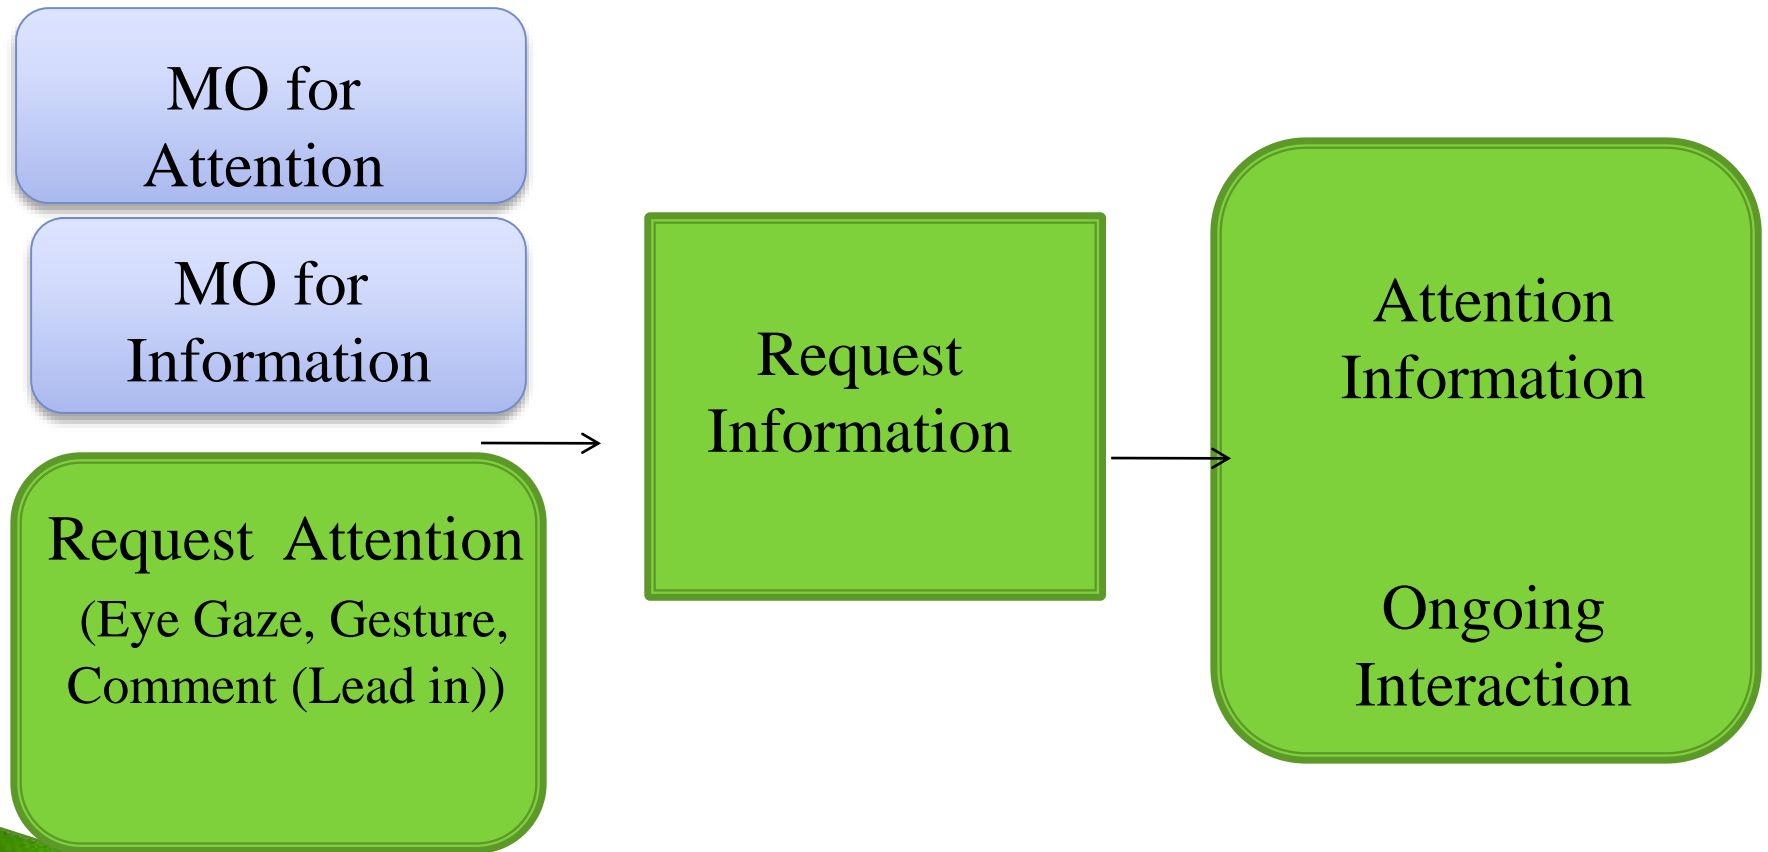 MO for
Attention
MO for
Information
Request  Attention
(Eye Gaze, Gesture,
Comment (Lead in))
Request
Information
Attention
Information
Ongoing
Interaction